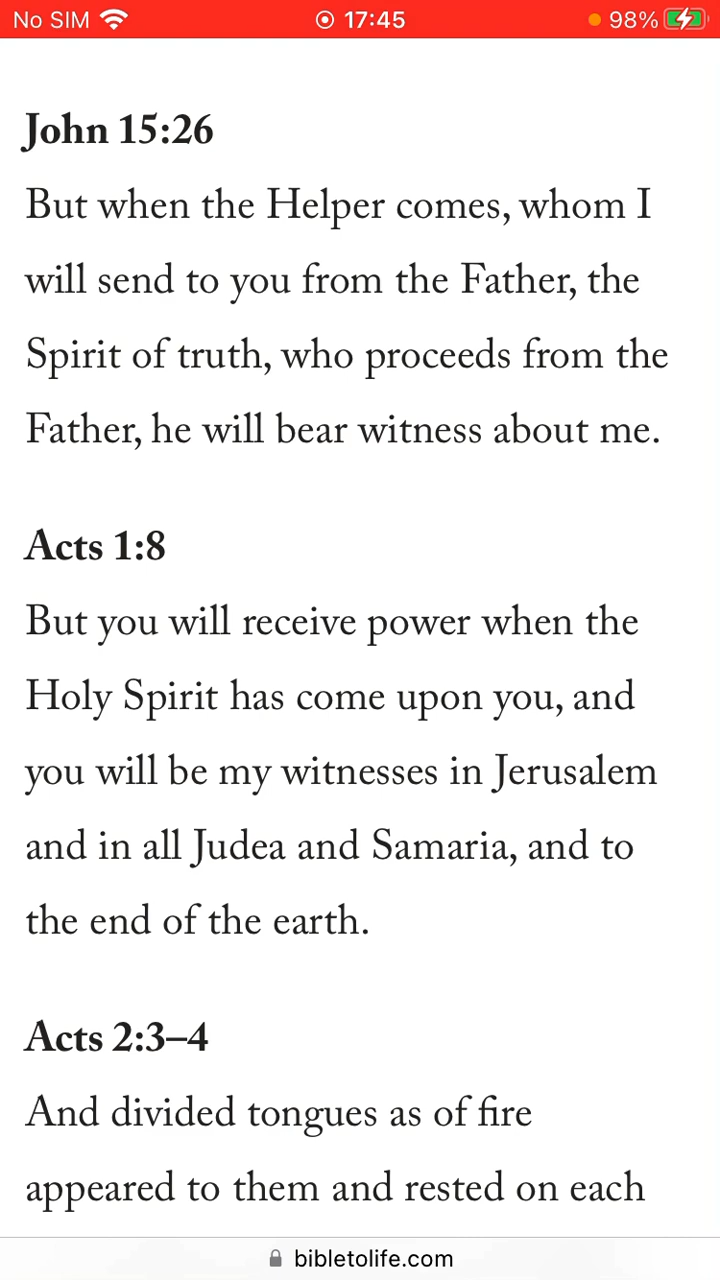 No SIM 17:45 98%
John 15:26
But when the Helper comes, whom I
will send to you from the Father, the
Spirit of truth, who proceeds from the
Father, he will bear witness about me.
Acts 1:8
But you will receive power when the
Holy Spirit has come upon you, and
you will be my witnesses in Jerusalem
and in all Judea and Samaria, and to
the end of the earth.
Acts 2:3–4
And divided tongues as of fire
appeared to them and rested on each
bibletolife.com